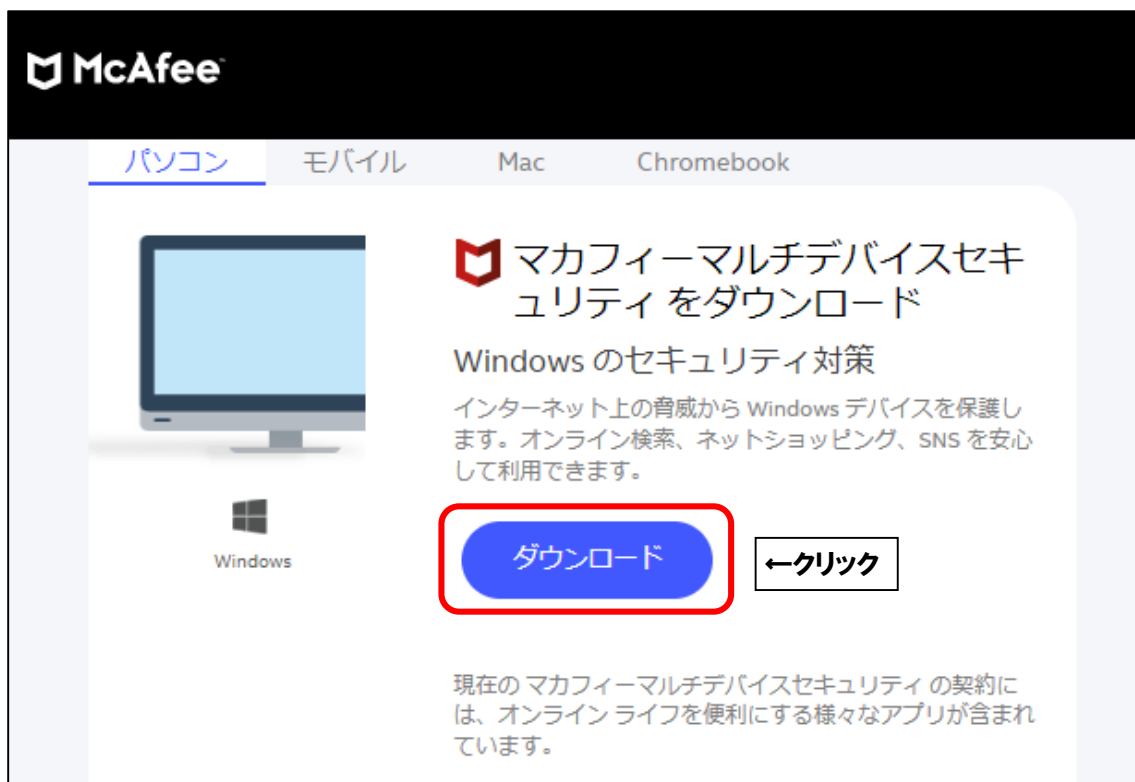 McAfee™
パソコン モバイル Mac Chromebook
マカフィーマルチデバイスセキ
ュリティ をダウンロード
Windows のセキュリティ対策
インターネット上の脅威から Windows デバイスを保護し
ます。オンライン検索、ネットショッピング、SNS を安心
して利用できます。
Windows
ダウンロード
←クリック
現在の マカフィーマルチデバイスセキュリティ の契約に
は、オンライン ライフを便利にする様々なアプリが含まれ
ています。